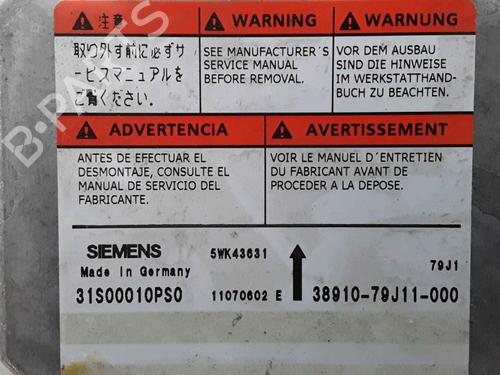 注意
取り外す前に必ずサ
ービスマニュアルを
ご覧ください.
WARNING
SEE MANUFACTURER´S
SERVICE MANUAL
BEFORE REMOVAL.
WARNUNG
VOR DEM AUSBAU
SIND DIE HINWEISE
IM WERKSTATTHAND-
BUCH ZU BEACHTEN.
ADVERTENCIA
ANTES DE EFECTUAR EL
DESMONTAJE, CONSULTE EL
MANUAL DE SERVICIO DEL
FABRICANTE.
AVERTISSEMENT
VOIR LE MANUEL D´ENTRETIEN
DU FABRICANT AVANT DE
PROCEDER A LA DEPOSE.
SIEMENS 5WK43631
Made in Germany 79J1
31S00010PS0 11070602 E 38910-79J11-000
B-PARTS